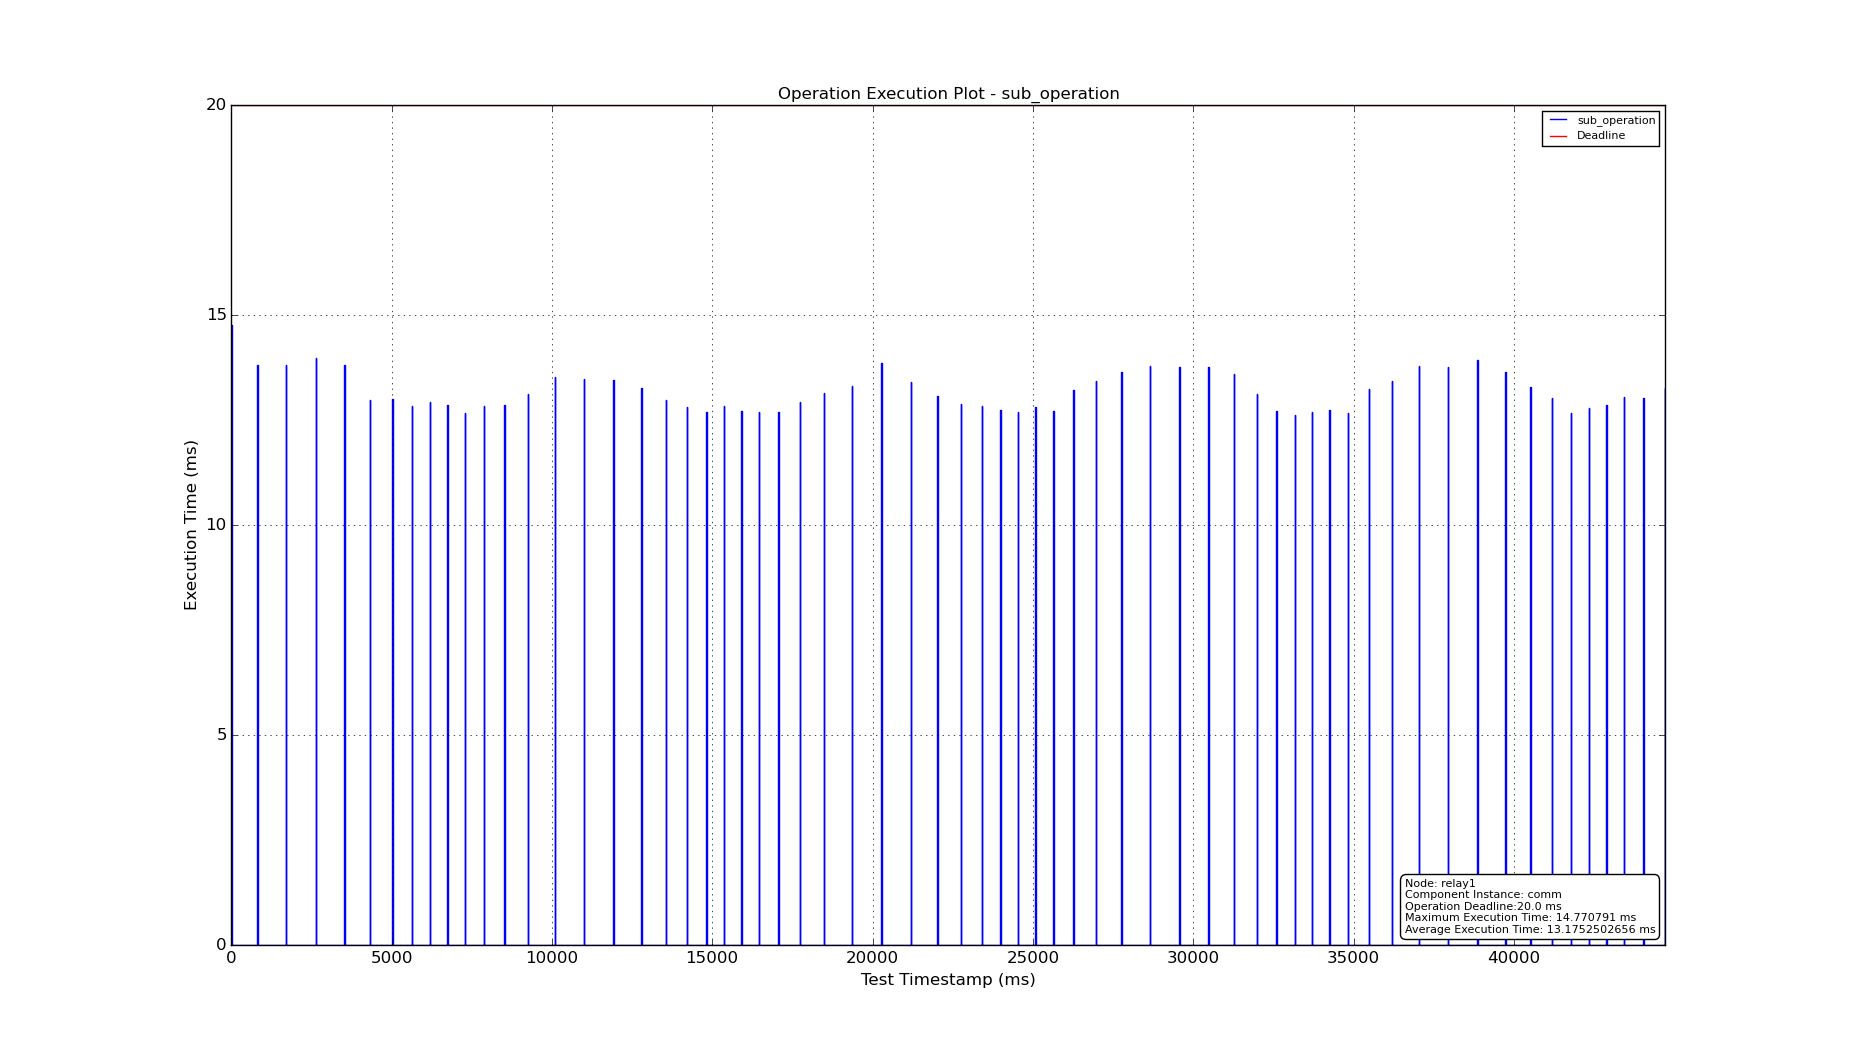 Operation Execution Plot - sub_operation
20
15
10
5
0
Execution Time (ms)
sub_operation
Deadline
Node: relay1
Component Instance: comm
Operation Deadline:20.0 ms
Maximum Execution Time: 14.770791 ms
Average Execution Time: 13.1752502656 ms
0 5000 10000 15000 20000 25000 30000 35000 40000
Test Timestamp (ms)